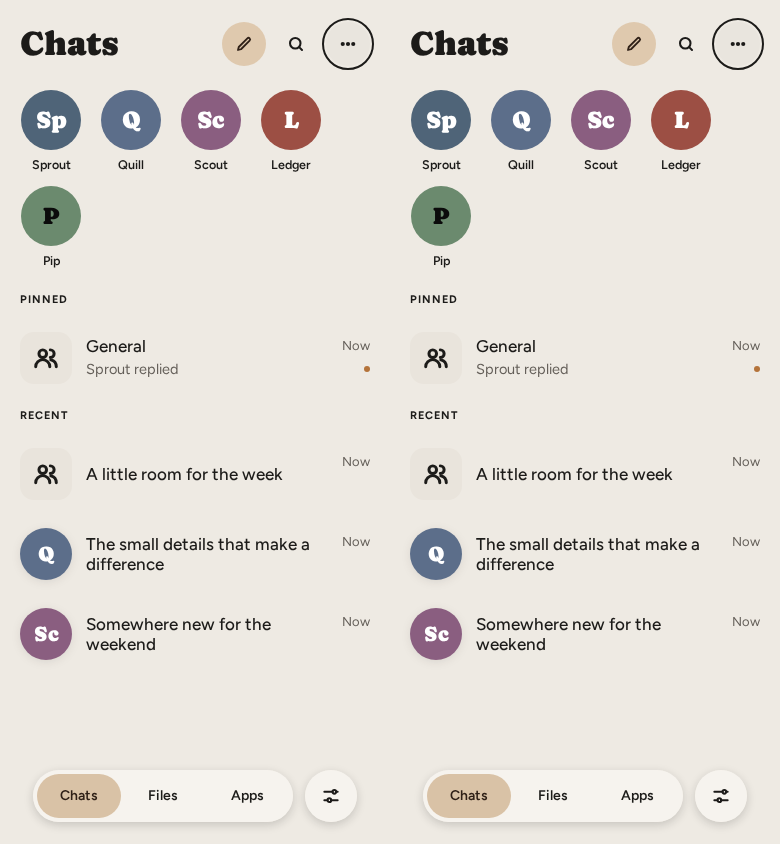 Chats
Sp Q Sc L
Sprout Quill Scout Ledger
P
Pip
PINNED
General Now
Sprout replied
RECENT
A little room for the week Now
Q The small details that make a Now
difference
Sc Somewhere new for the Now
weekend
Chats Files Apps
Chats
Sp Q Sc L
Sprout Quill Scout Ledger
P
Pip
PINNED
General Now
Sprout replied
RECENT
A little room for the week Now
Q The small details that make a Now
difference
Sc Somewhere new for the Now
weekend
Chats Files Apps